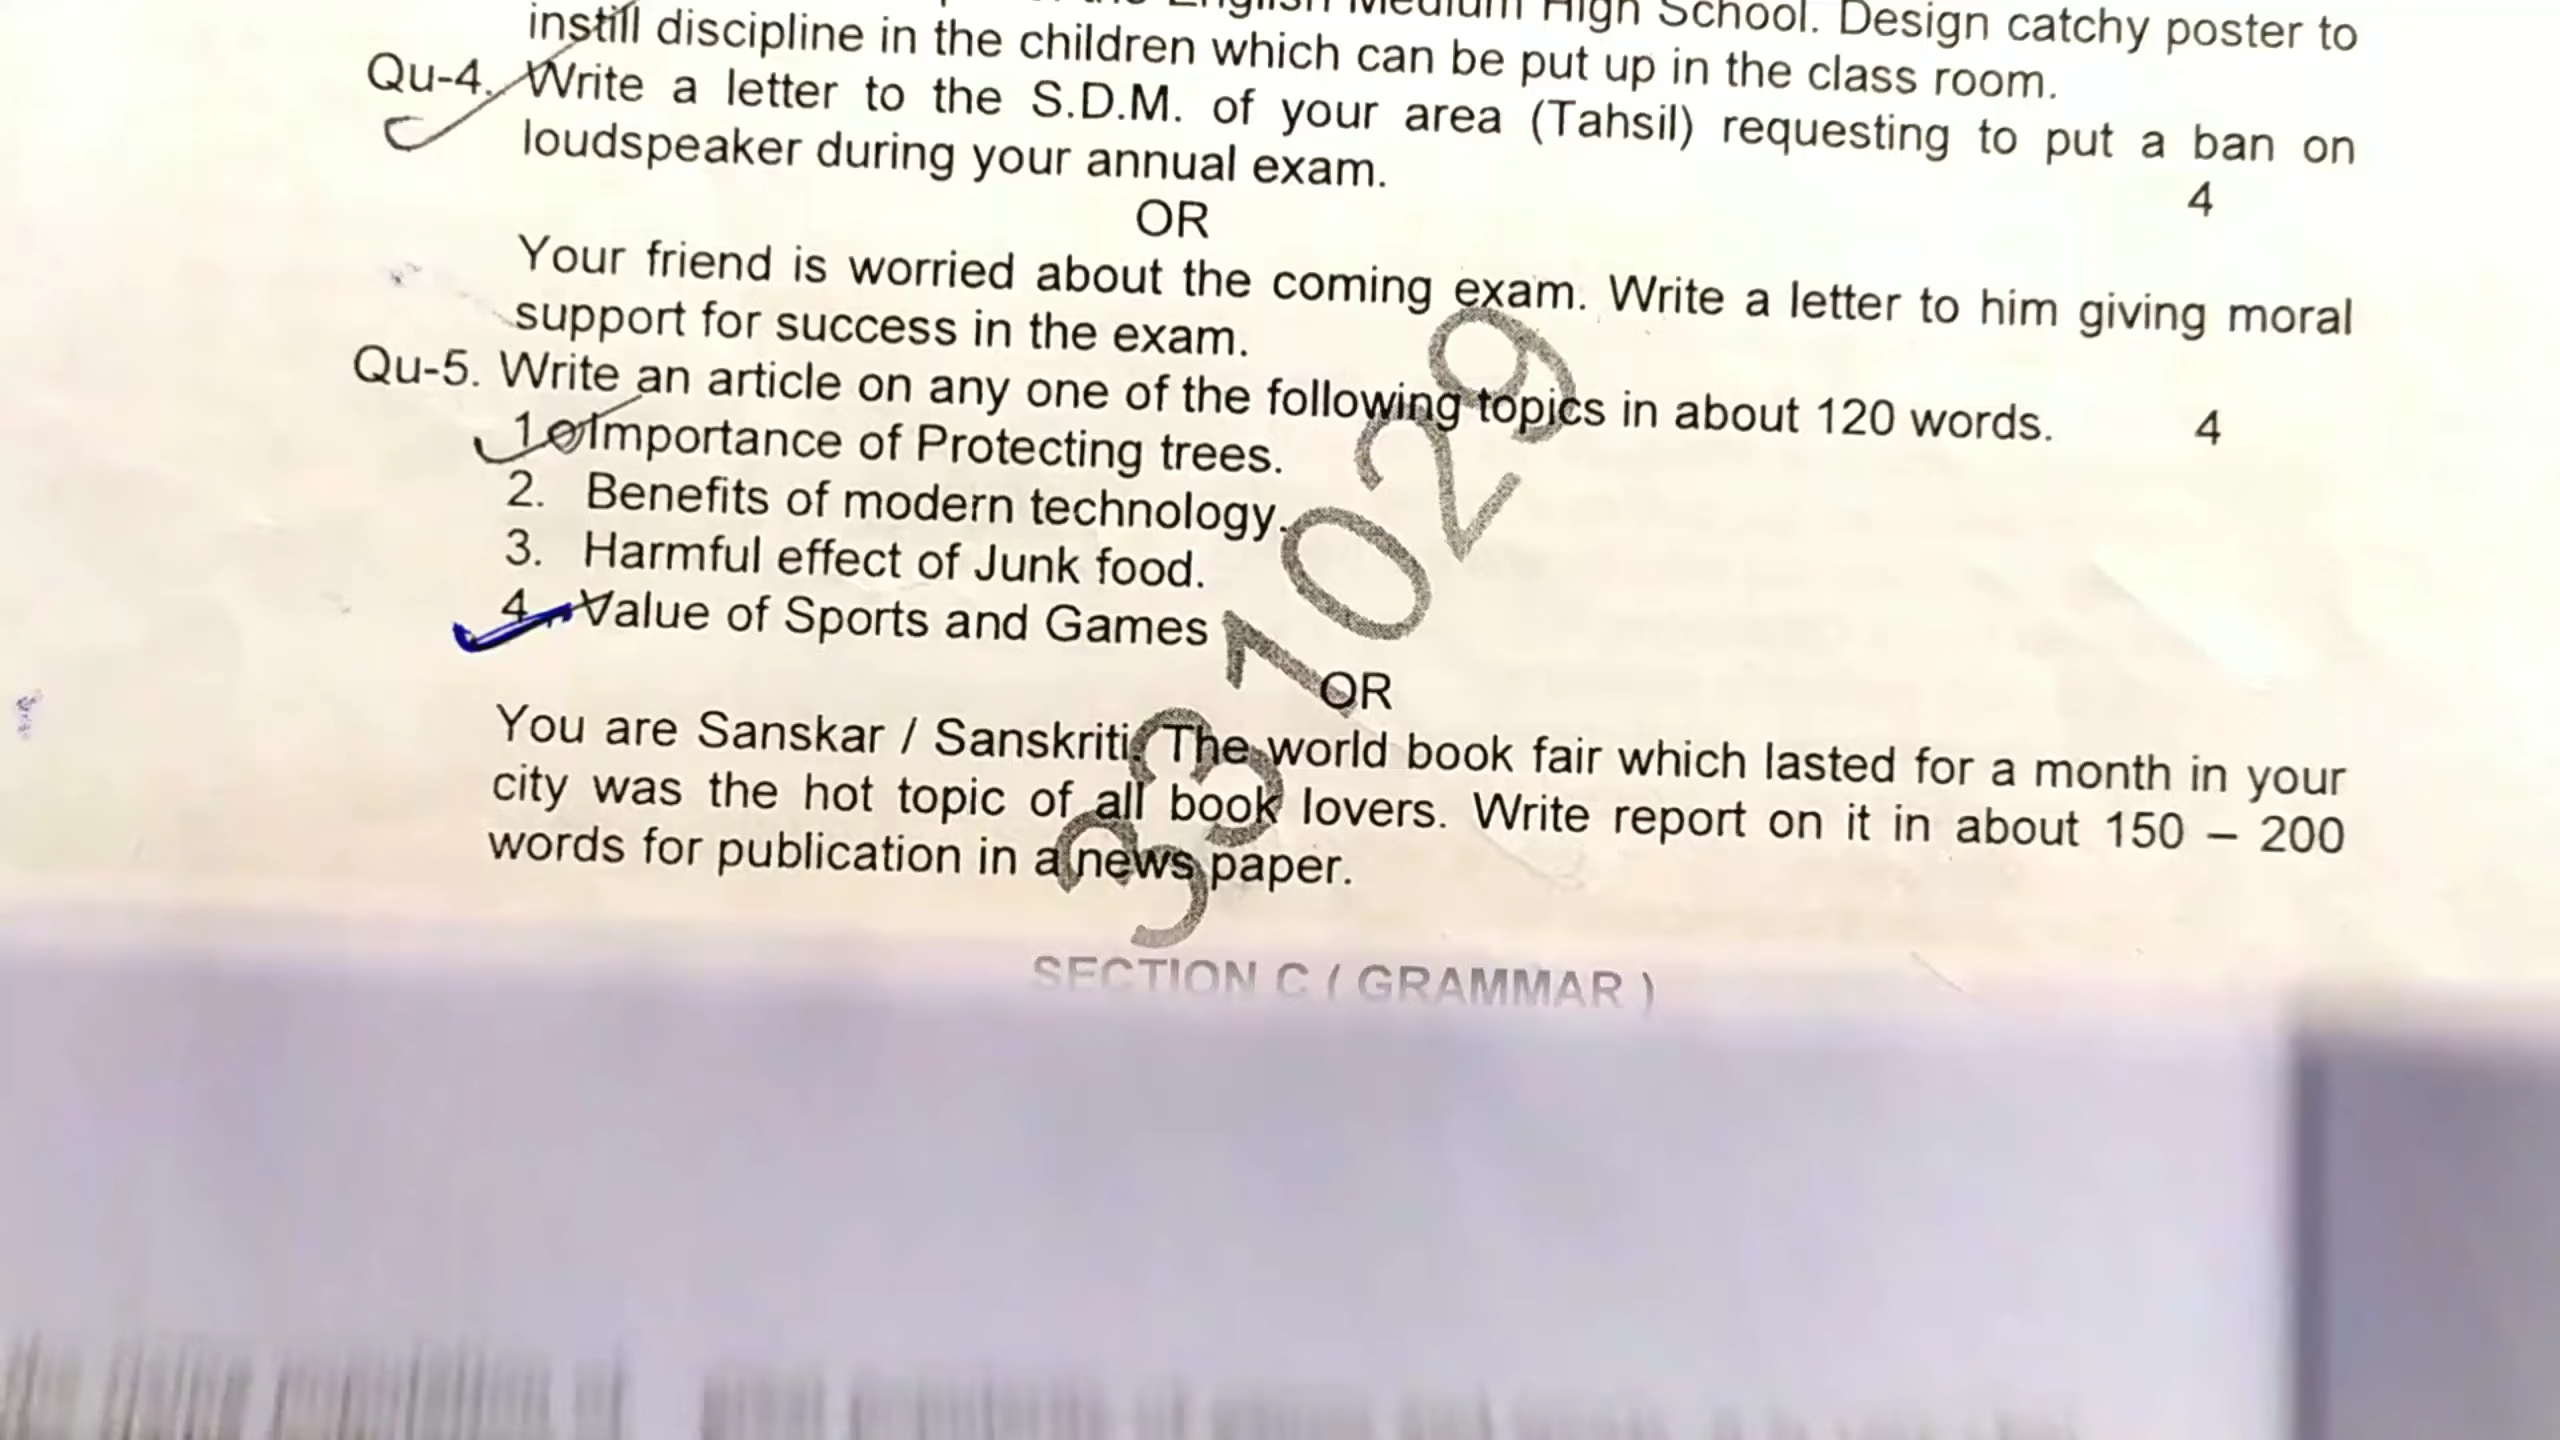 English Medium High School. Design catchy poster to
instill discipline in the children which can be put up in the class room.
Qu-4. Write a letter to the S.D.M. of your area (Tahsil) requesting to put a ban on
loudspeaker during your annual exam. 4
OR
Your friend is worried about the coming exam. Write a letter to him giving moral
support for success in the exam.
Qu-5. Write an article on any one of the following topics in about 120 words. 4
1. Importance of Protecting trees.
2. Benefits of modern technology.
3. Harmful effect of Junk food.
4. Value of Sports and Games
OR
You are Sanskar / Sanskriti. The world book fair which lasted for a month in your
city was the hot topic of all book lovers. Write report on it in about 150 – 200
words for publication in a news paper.
331029
SECTION C ( GRAMMAR )